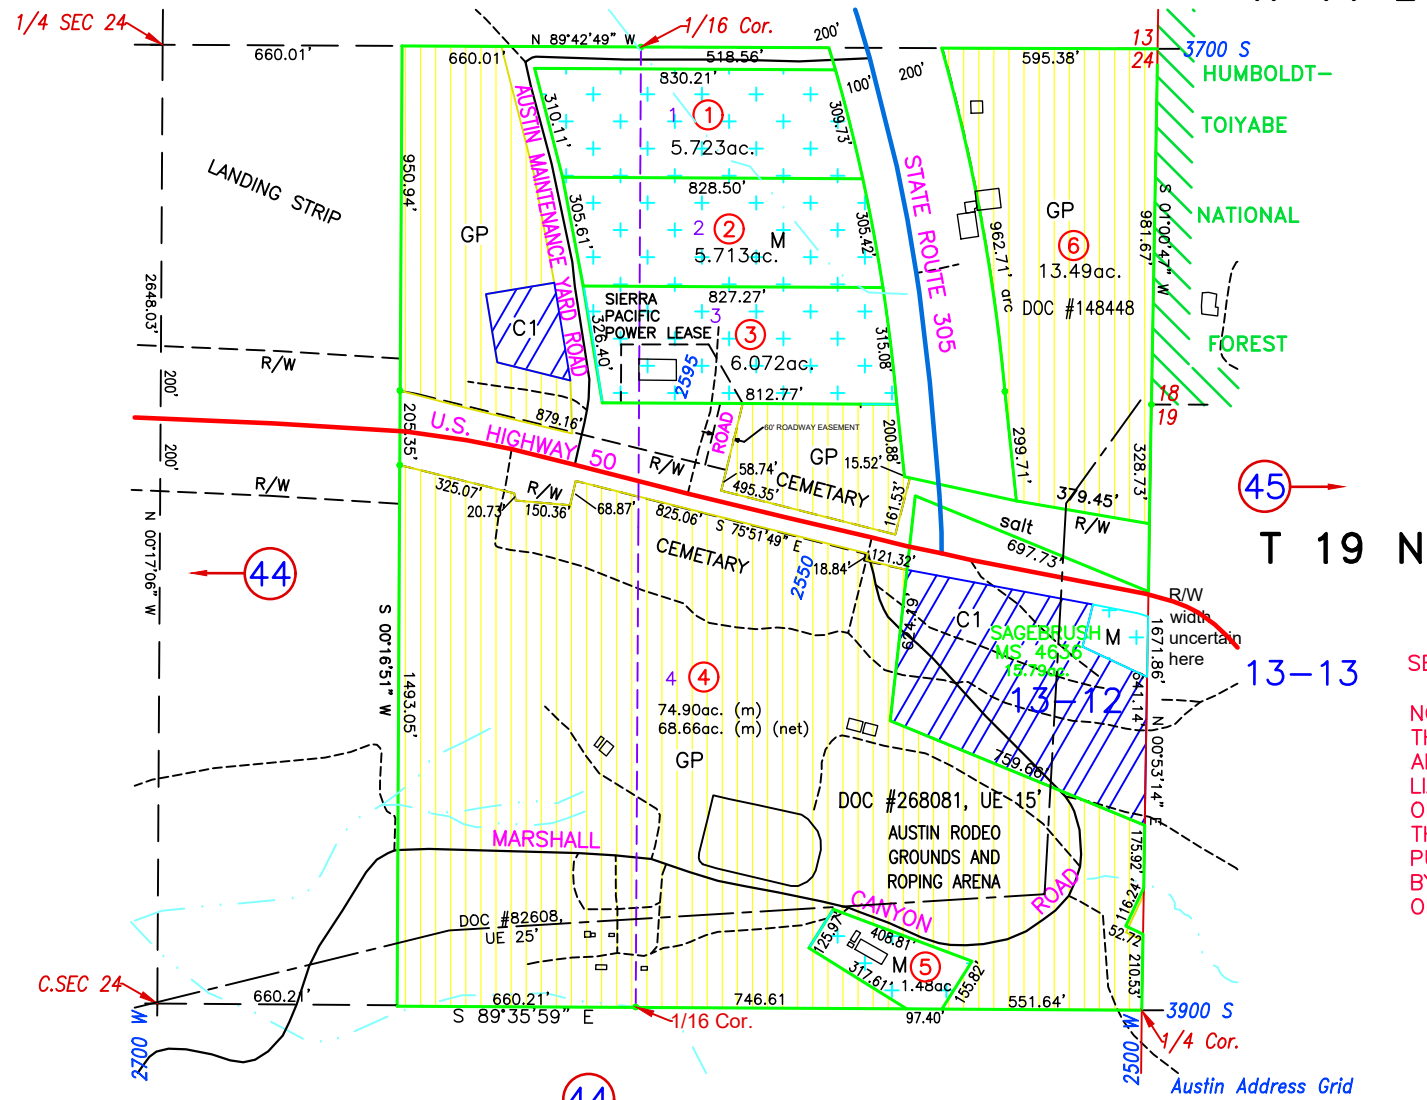 1/4 SEC 24
1/16 Cor.
N 89°42'49" W
200'
13
24
3700 S
660.01'
660.01'
518.56'
830.21'
100'
200'
595.38'
HUMBOLDT-
TOIYABE
NATIONAL
FOREST
310.11'
1
1
5.723ac.
309.73'
AUSTIN MAINTENANCE YARD ROAD
LANDING STRIP
950.94'
828.50'
STATE ROUTE 305
GP
2
2
M
5.713ac.
305.61'
305.42'
GP
6
13.49ac.
962.71' arc
DOC #148448
981.67'
S 01°00'47" W
2648.03'
827.27'
SIERRA
PACIFIC
POWER LEASE
3
3
6.072ac.
C1
326.40'
315.08'
2595
812.77'
R/W
200'
18
19
205.35'
879.16'
U.S. HIGHWAY 50
ROAD
60' ROADWAY EASEMENT
GP
200.88'
15.52'
299.71'
328.73'
200'
R/W
58.74'
495.35'
CEMETARY
161.53'
379.45'
45
R/W
325.07'
R/W
20.73'
150.36'
68.87'
825.06'
S 75°51'49" E
salt
R/W
697.73'
T 19 N
N 00°17'06" W
44
CEMETARY
2550
18.84'
121.32'
624.19'
C1
SAGEBRUSH
MS 4636
15.79ac.
M
R/W
width
uncertain
here
1671.86'
13-13
13-12
641.14'
S 00°16'51" W
1493.05'
4
4
74.90ac. (m)
68.66ac. (m) (net)
GP
N 00°53'14" E
759.66'
DOC #268081, UE 15'
AUSTIN RODEO
GROUNDS AND
ROPING ARENA
MARSHALL
CANYON
ROAD
175.92'
116.24'
52.72
210.53'
DOC #82608,
UE 25'
125.97'
408.81'
M
5
317.61'
1.48ac
155.82'
C.SEC 24
660.21'
660.21'
746.61
551.64'
S 89°35'59" E
1/16 Cor.
97.40'
3900 S
1/4 Cor.
2700 W
2500 W
Austin Address Grid
44